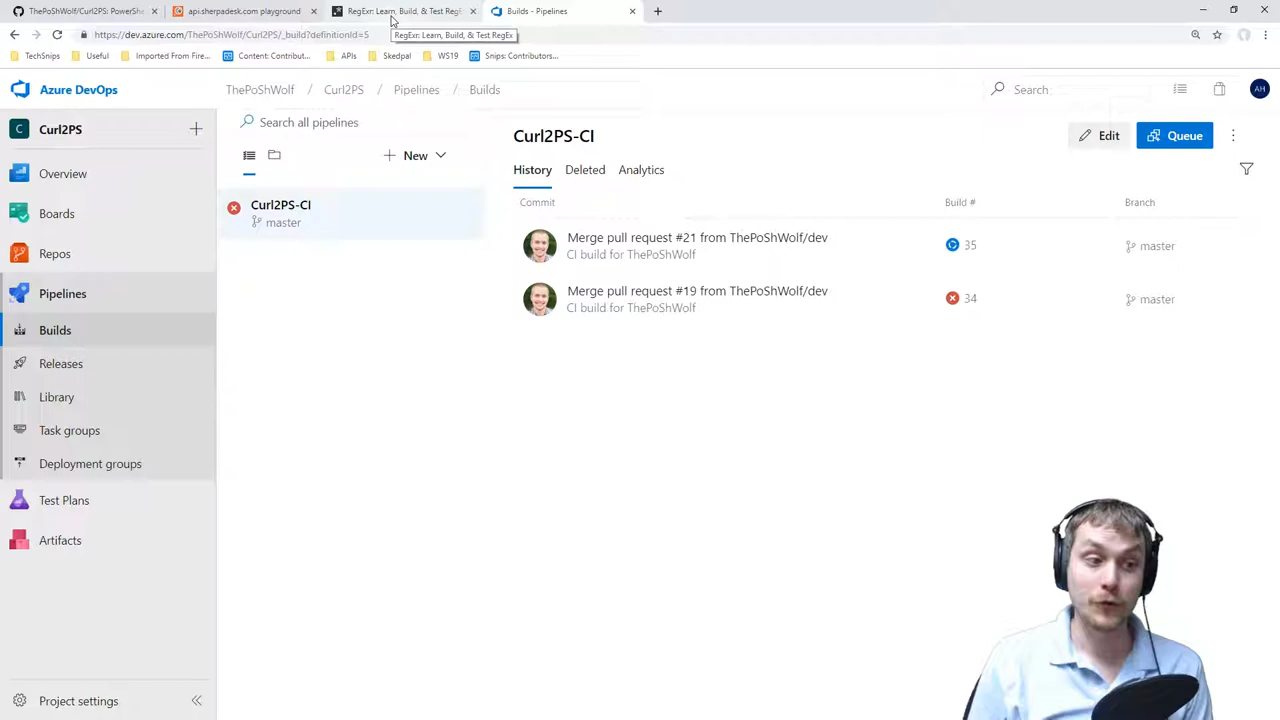 ThePoShWolf/Curl2PS: PowerShe
api.sherpadesk.com playground
RegExr: Learn, Build, & Test RegE
Builds - Pipelines
https://dev.azure.com/ThePoShWolf/Curl2PS/_build?definitionId=5
RegExr: Learn, Build, & Test RegEx
TechSnips
Useful
Imported From Fire...
Content: Contribut...
APIs
Skedpal
WS19
Snips: Contributors...
Azure DevOps
ThePoShWolf / Curl2PS / Pipelines / Builds
Search
AH
C Curl2PS
Overview
Boards
Repos
Pipelines
Builds
Releases
Library
Task groups
Deployment groups
Test Plans
Artifacts
Project settings
Search all pipelines
New
Curl2PS-CI
master
Curl2PS-CI
Edit
Queue
History
Deleted
Analytics
Commit
Build #
Branch
Merge pull request #21 from ThePoShWolf/dev
CI build for ThePoShWolf
35
master
Merge pull request #19 from ThePoShWolf/dev
CI build for ThePoShWolf
34
master